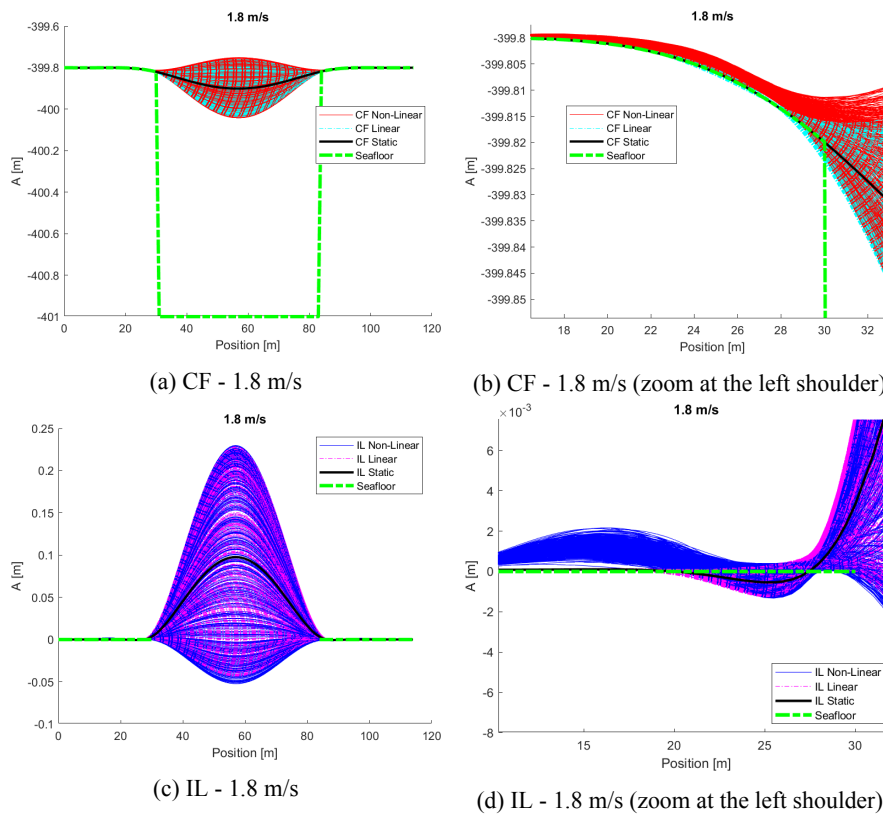 1.8 m/s
-399.6
-399.8
-400
-400.2
-400.4
-400.6
-400.8
-401
A [m]
0 20 40 60 80 100 120
Position [m]
CF Non-Linear
CF Linear
CF Static
Seafloor
(a) CF - 1.8 m/s
1.8 m/s
-399.8
-399.805
-399.81
-399.815
-399.82
-399.825
-399.83
-399.835
-399.84
-399.845
-399.85
A [m]
18 20 22 24 26 28 30 32
Position [m]
CF Non-Linear
CF Linear
CF Static
Seafloor
(b) CF - 1.8 m/s (zoom at the left shoulder)
1.8 m/s
0.25
0.2
0.15
0.1
0.05
0
-0.05
-0.1
A [m]
0 20 40 60 80 100 120
Position [m]
IL Non-Linear
IL Linear
IL Static
Seafloor
(c) IL - 1.8 m/s
1.8 m/s
×10⁻³
6
4
2
0
-2
-4
-6
-8
A [m]
15 20 25 30
Position [m]
IL Non-Linear
IL Linear
IL Static
Seafloor
(d) IL - 1.8 m/s (zoom at the left shoulder)